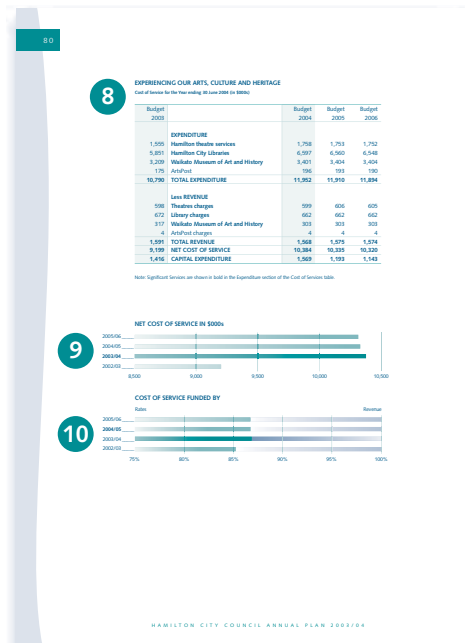 80
8
EXPERIENCING OUR ARTS, CULTURE AND HERITAGE
Cost of Service for the Year ending 30 June 2004 (in $000s)
Budget Budget Budget Budget
2003 2004 2005 2006
EXPENDITURE
1,555 Hamilton theatre services 1,758 1,753 1,752
5,851 Hamilton City Libraries 6,597 6,560 6,548
3,209 Waikato Museum of Art and History 3,401 3,404 3,404
175 ArtsPost 196 193 190
10,790 TOTAL EXPENDITURE 11,952 11,910 11,894
Less REVENUE
598 Theatres charges 599 606 605
672 Library charges 662 662 662
317 Waikato Museum of Art and History 303 303 303
4 ArtsPost charges 4 4 4
1,591 TOTAL REVENUE 1,568 1,575 1,574
9,199 NET COST OF SERVICE 10,384 10,335 10,320
1,416 CAPITAL EXPENDITURE 1,569 1,193 1,143
Note: Significant Services are shown in bold in the Expenditure section of the Cost of Services table.
9
NET COST OF SERVICE IN $000s
2005/06
2004/05
2003/04
2002/03
8,500 9,000 9,500 10,000 10,500
10
COST OF SERVICE FUNDED BY
Rates Revenue
2005/06
2004/05
2003/04
2002/03
75% 80% 85% 90% 95% 100%
HAMILTON CITY COUNCIL ANNUAL PLAN 2003/04